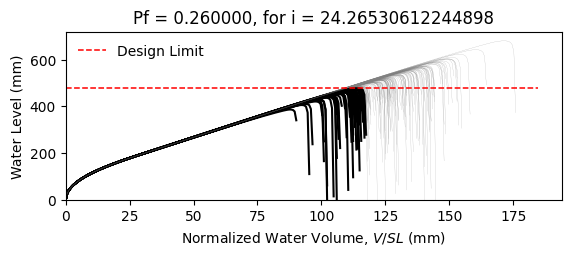 Pf = 0.260000, for i = 24.26530612244898
Design Limit
Water Level (mm)
600
400
200
0
0 25 50 75 100 125 150 175
Normalized Water Volume, V/SL (mm)